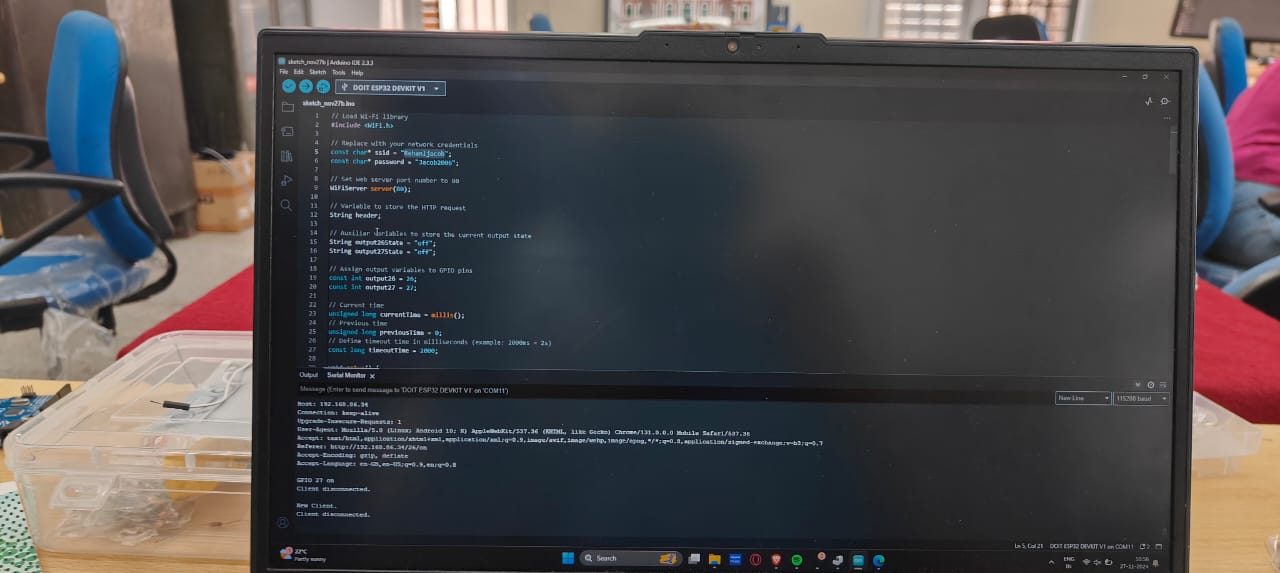 sketch_nov27b | Arduino IDE 2.3.3
File Edit Sketch Tools Help
DOIT ESP32 DEVKIT V1
sketch_nov27b.ino
1 // Load Wi-Fi library
2 #include <WiFi.h>
3
4 // Replace with your network credentials
5 const char* ssid = "Rehanljacob";
6 const char* password = "Jacob2006";
7
8 // Set web server port number to 80
9 WiFiServer server(80);
10
11 // Variable to store the HTTP request
12 String header;
13
14 // Auxiliar variables to store the current output state
15 String output26State = "off";
16 String output27State = "off";
17
18 // Assign output variables to GPIO pins
19 const int output26 = 26;
20 const int output27 = 27;
21
22 // Current time
23 unsigned long currentTime = millis();
24 // Previous time
25 unsigned long previousTime = 0;
26 // Define timeout time in milliseconds (example: 2000ms = 2s)
27 const long timeoutTime = 2000;
28
Output Serial Monitor
Message (Enter to send message to 'DOIT ESP32 DEVKIT V1' on 'COM11')
New Line 115200 baud
Host: 192.168.86.34
Connection: keep-alive
Upgrade-Insecure-Requests: 1
User-Agent: Mozilla/5.0 (Linux; Android 10; K) AppleWebKit/537.36 (KHTML, like Gecko) Chrome/131.0.0.0 Mobile Safari/537.36
Accept: text/html,application/xhtml+xml,application/xml;q=0.9,image/avif,image/webp,image/apng,*/*;q=0.8,application/signed-exchange;v=b3;q=0.7
Referer: http://192.168.86.34/26/on
Accept-Encoding: gzip, deflate
Accept-Language: en-GB,en-US;q=0.9,en;q=0.8
GPIO 27 on
Client disconnected.
New Client.
Client disconnected.
Ln 5, Col 21 DOIT ESP32 DEVKIT V1 on COM11 2
22°C
Partly sunny
Search
ENG
IN
10:56
27-11-2024